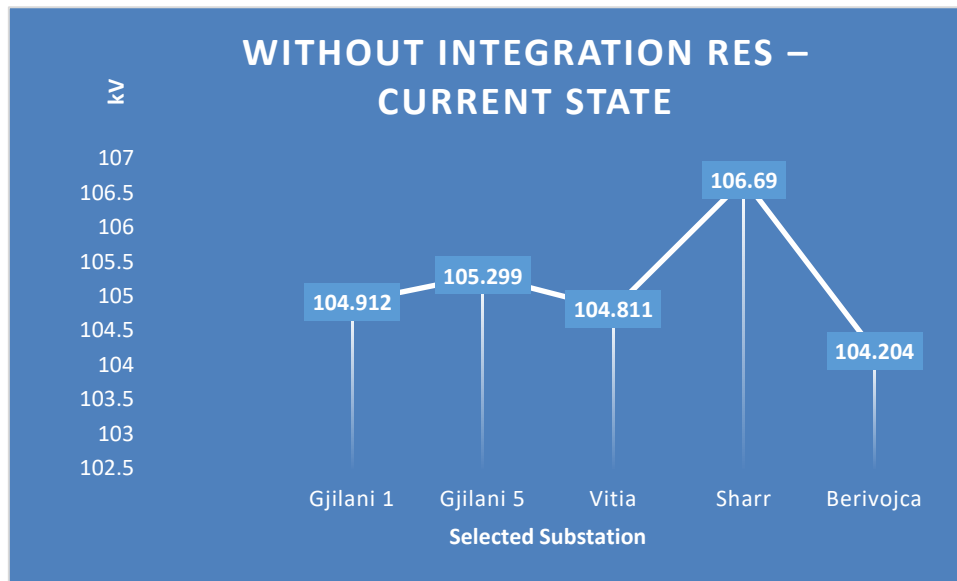 WITHOUT INTEGRATION RES –
CURRENT STATE
kV
107
106.5
106
105.5
105
104.5
104
103.5
103
102.5
104.912
105.299
104.811
106.69
104.204
Gjilani 1
Gjilani 5
Vitia
Sharr
Berivojca
Selected Substation